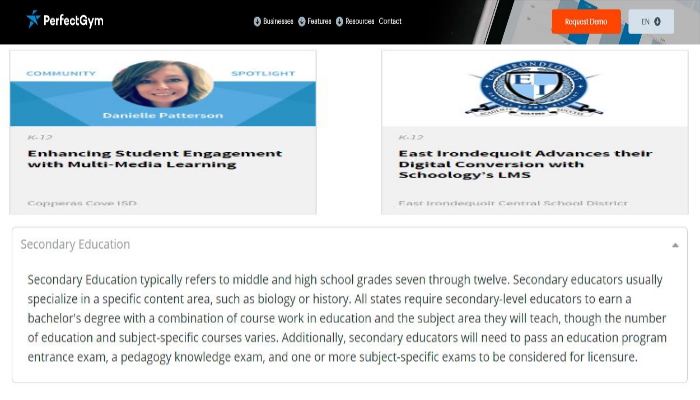 PerfectGym
Businesses Features Resources Contact
Request Demo
EN
COMMUNITY SPOTLIGHT
Danielle Patterson
K-12
Enhancing Student Engagement
with Multi-Media Learning
Copperas Cove ISD
EAST IRONDEQUOIT
E I
K-12
East Irondequoit Advances their
Digital Conversion with
Schoology's LMS
East Irondequoit Central School District
Secondary Education
Secondary Education typically refers to middle and high school grades seven through twelve. Secondary educators usually
specialize in a specific content area, such as biology or history. All states require secondary-level educators to earn a
bachelor's degree with a combination of course work in education and the subject area they will teach, though the number
of education and subject-specific courses varies. Additionally, secondary educators will need to pass an education program
entrance exam, a pedagogy knowledge exam, and one or more subject-specific exams to be considered for licensure.